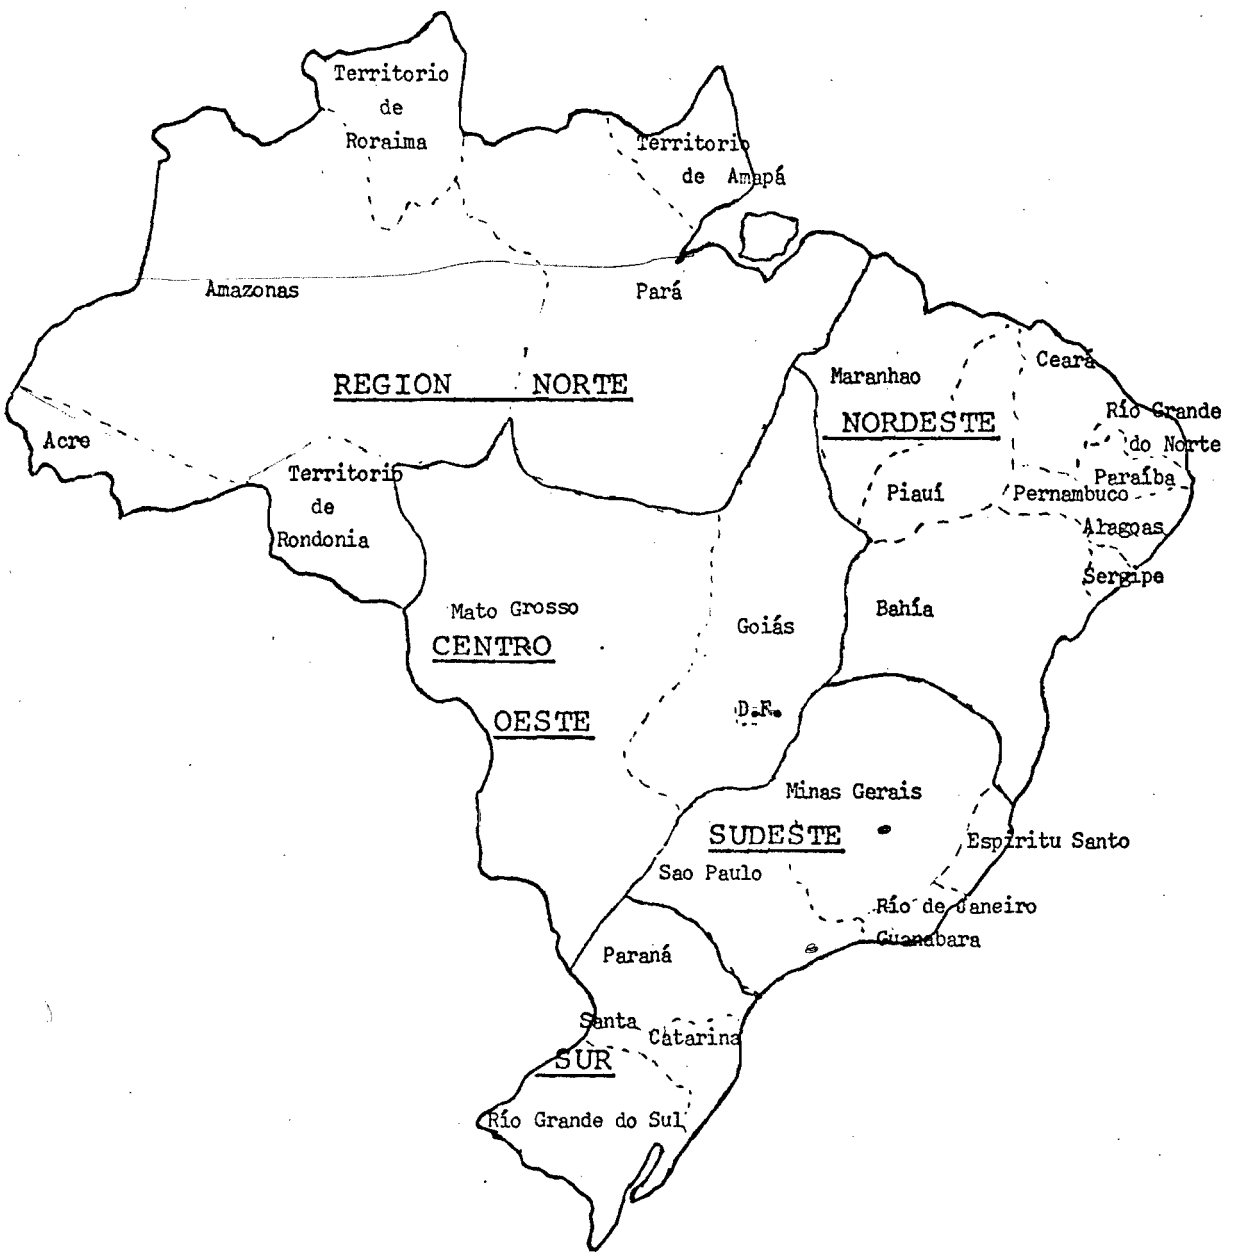 Territorio
de
Roraima
Territorio
de Amapá
Amazonas
Pará
REGION NORTE
Acre
Territorio
de
Rondonia
Maranhao
NORDESTE
Ceará
Río Grande
do Norte
Paraíba
Piauí
Pernambuco
Alagoas
Sergipe
Bahía
Mato Grosso
CENTRO
OESTE
Goiás
D.F.
Minas Gerais
SUDESTE
Espíritu Santo
Sao Paulo
Río de Janeiro
Guanabara
Paraná
Santa
Catarina
SUR
Río Grande do Sul